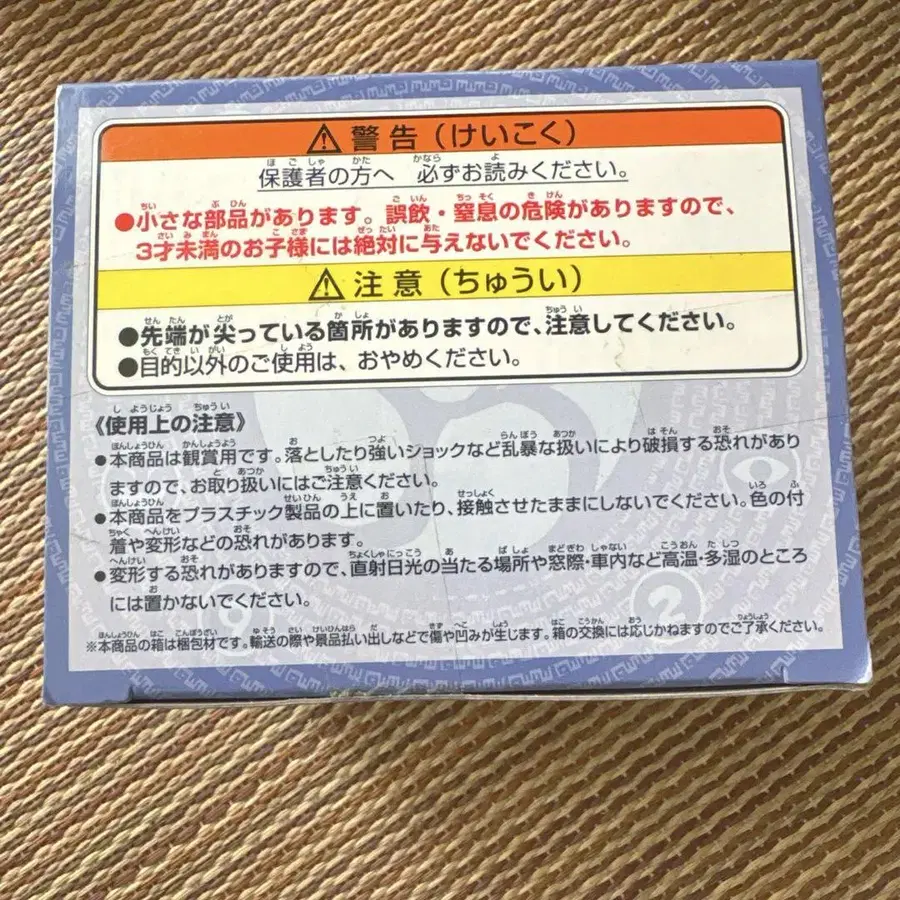 ⚠ 警告（けいこく）
保護者の方へ 必ずお読みください。
●小さな部品があります。誤飲・窒息の危険がありますので、
3才未満のお子様には絶対に与えないでください。
⚠ 注意（ちゅうい）
●先端が尖っている箇所がありますので、注意してください。
●目的以外のご使用は、おやめください。
《使用上の注意》
●本商品は観賞用です。落としたり強いショックなど乱暴な扱いにより破損する恐れがあり
ますので、お取り扱いにはご注意ください。
●本商品をプラスチック製品の上に置いたり、接触させたままにしないでください。色の付
着や変形などの恐れがあります。
●変形する恐れがありますので、直射日光の当たる場所や窓際・車内など高温・多湿のところ
には置かないでください。
※本商品の箱は梱包材です。輸送の際や景品払い出しなどで傷や凹みが生じます。箱の交換には応じかねますのでご了承ください。